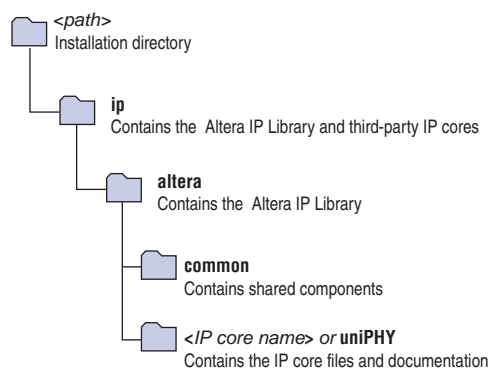 <path>
Installation directory
ip
Contains the Altera IP Library and third-party IP cores
altera
Contains the Altera IP Library
common
Contains shared components
<IP core name> or uniPHY
Contains the IP core files and documentation